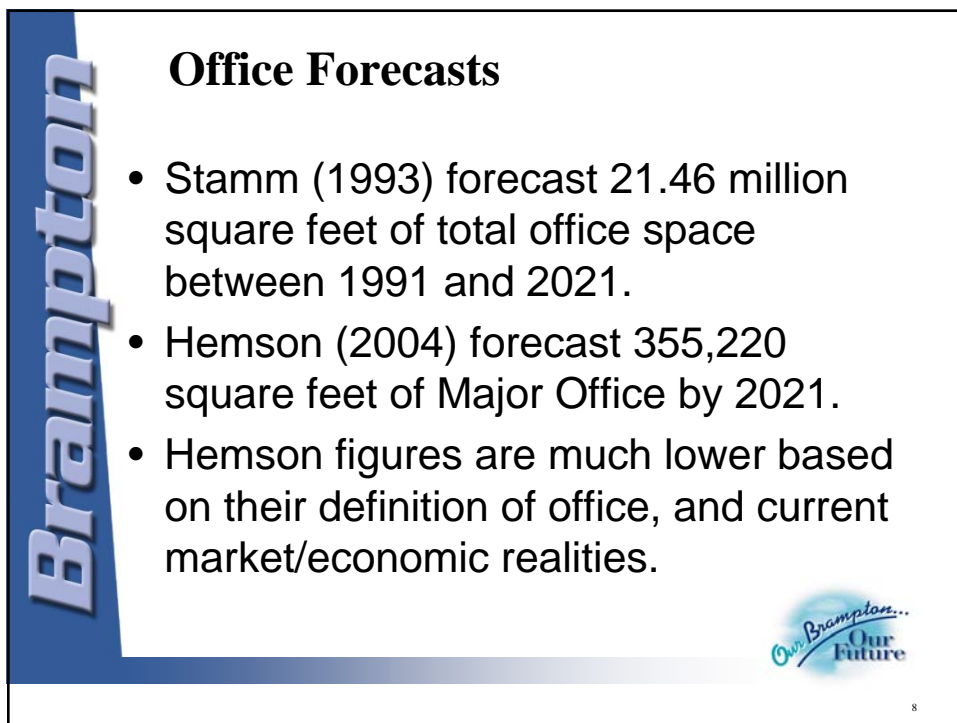 Brampton
Office Forecasts
• Stamm (1993) forecast 21.46 million
square feet of total office space
between 1991 and 2021.
• Hemson (2004) forecast 355,220
square feet of Major Office by 2021.
• Hemson figures are much lower based
on their definition of office, and current
market/economic realities.
Our Brampton...
Our
Future
8